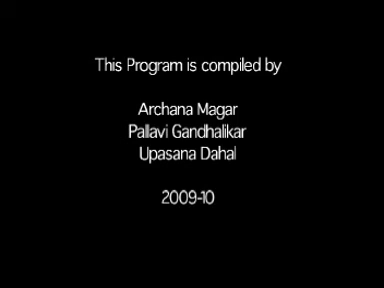 This Program is compiled by
Archana Magar
Pallavi Gandhalikar
Upasana Dahal
2009-10